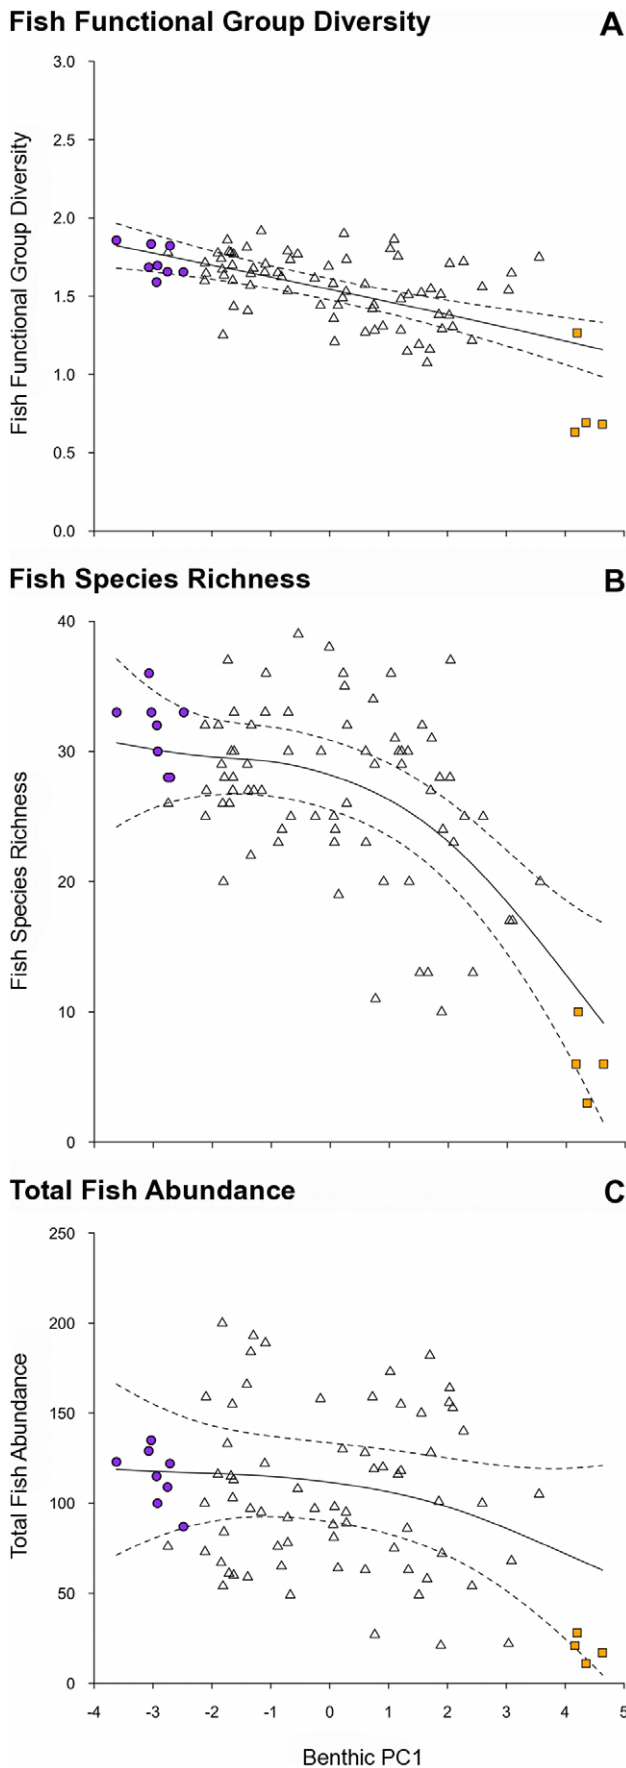 Fish Functional Group Diversity A
3.0
2.5
2.0
1.5
1.0
0.5
0.0
Fish Functional Group Diversity
Fish Species Richness B
40
30
20
10
0
Fish Species Richness
Total Fish Abundance C
250
200
150
100
50
0
Total Fish Abundance
-4 -3 -2 -1 0 1 2 3 4 5
Benthic PC1